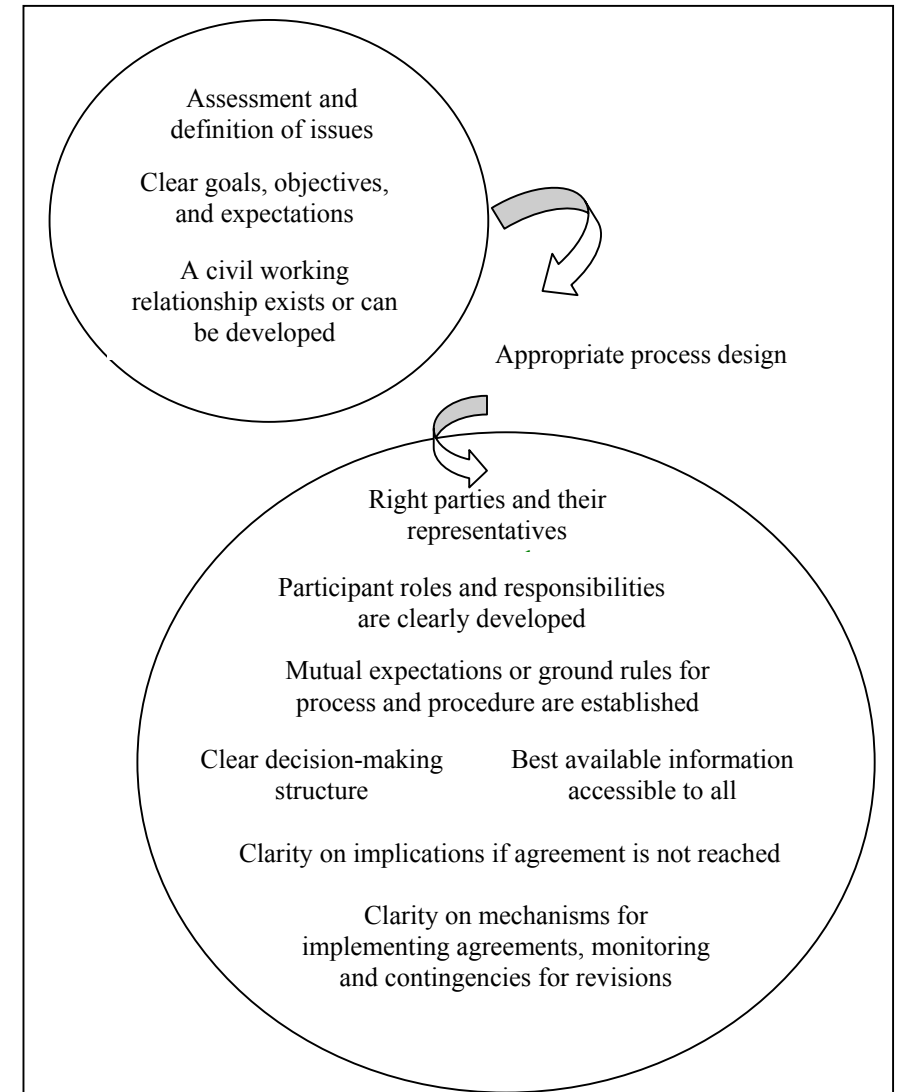 Assessment and
definition of issues
Clear goals, objectives,
and expectations
A civil working
relationship exists or can
be developed
Appropriate process design
Right parties and their
representatives
Participant roles and responsibilities
are clearly developed
Mutual expectations or ground rules for
process and procedure are established
Clear decision-making
structure
Best available information
accessible to all
Clarity on implications if agreement is not reached
Clarity on mechanisms for
implementing agreements, monitoring
and contingencies for revisions